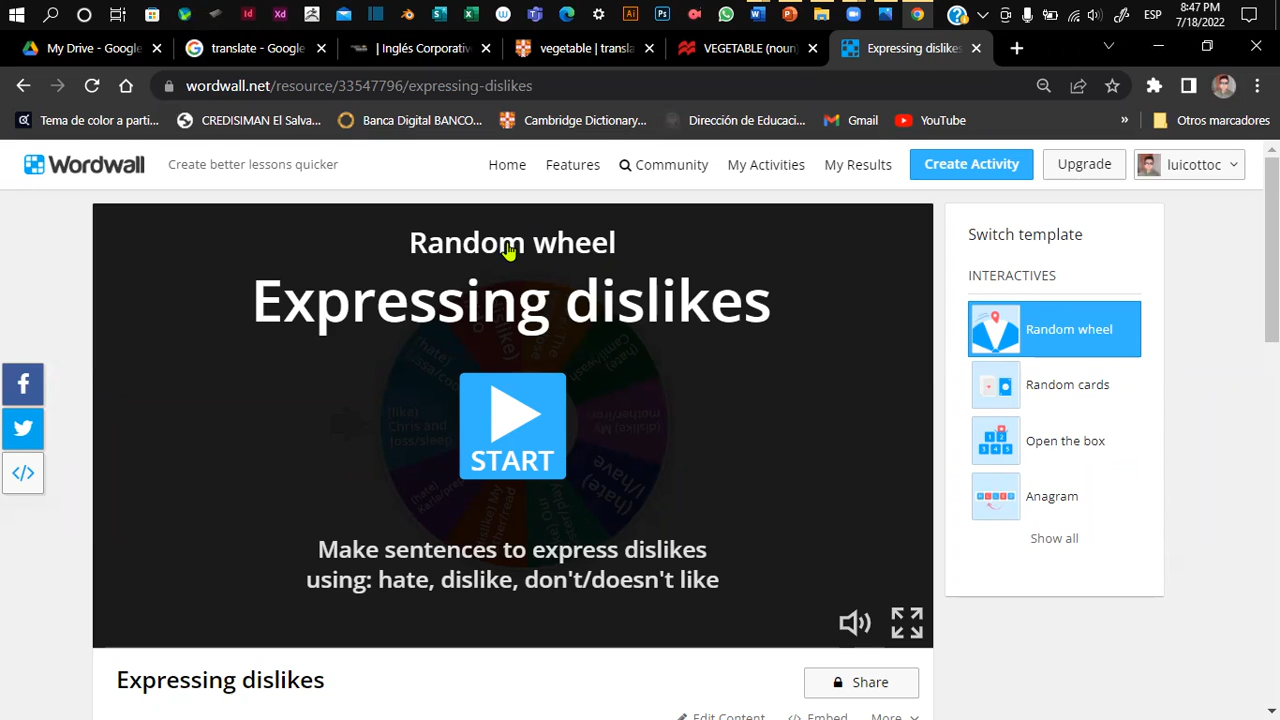 8:47 PM
ESP
7/18/2022
My Drive - Google
translate - Google
| Inglés Corporativ
vegetable | transla
VEGETABLE (noun)
Expressing dislikes
wordwall.net/resource/33547796/expressing-dislikes
Tema de color a parti...
CREDISIMAN El Salva...
Banca Digital BANCO...
Cambridge Dictionary...
Dirección de Educaci...
Gmail
YouTube
»
Otros marcadores
Wordwall
Create better lessons quicker
Home
Features
Community
My Activities
My Results
Create Activity
Upgrade
luicottoc
Random wheel
Expressing dislikes
START
Make sentences to express dislikes
using: hate, dislike, don't/doesn't like
Switch template
INTERACTIVES
Random wheel
Random cards
Open the box
Anagram
Show all
Expressing dislikes
Share
Edit Content
Embed
More